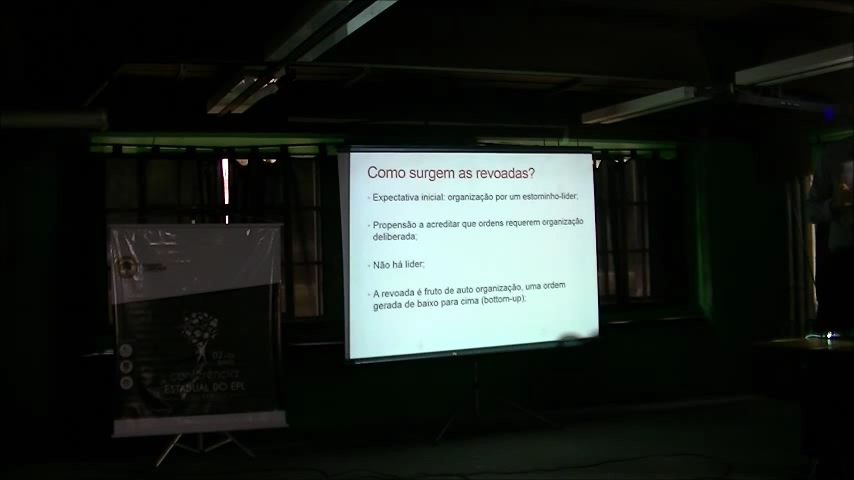 Como surgem as revoadas?
- Expectativa inicial: organização por um estorninho-líder;
- Propensão a acreditar que ordens requerem organização
deliberada;
- Não há líder;
- A revoada é fruto de auto organização, uma ordem
gerada de baixo para cima (bottom-up);
ESTADUAL DO EPL